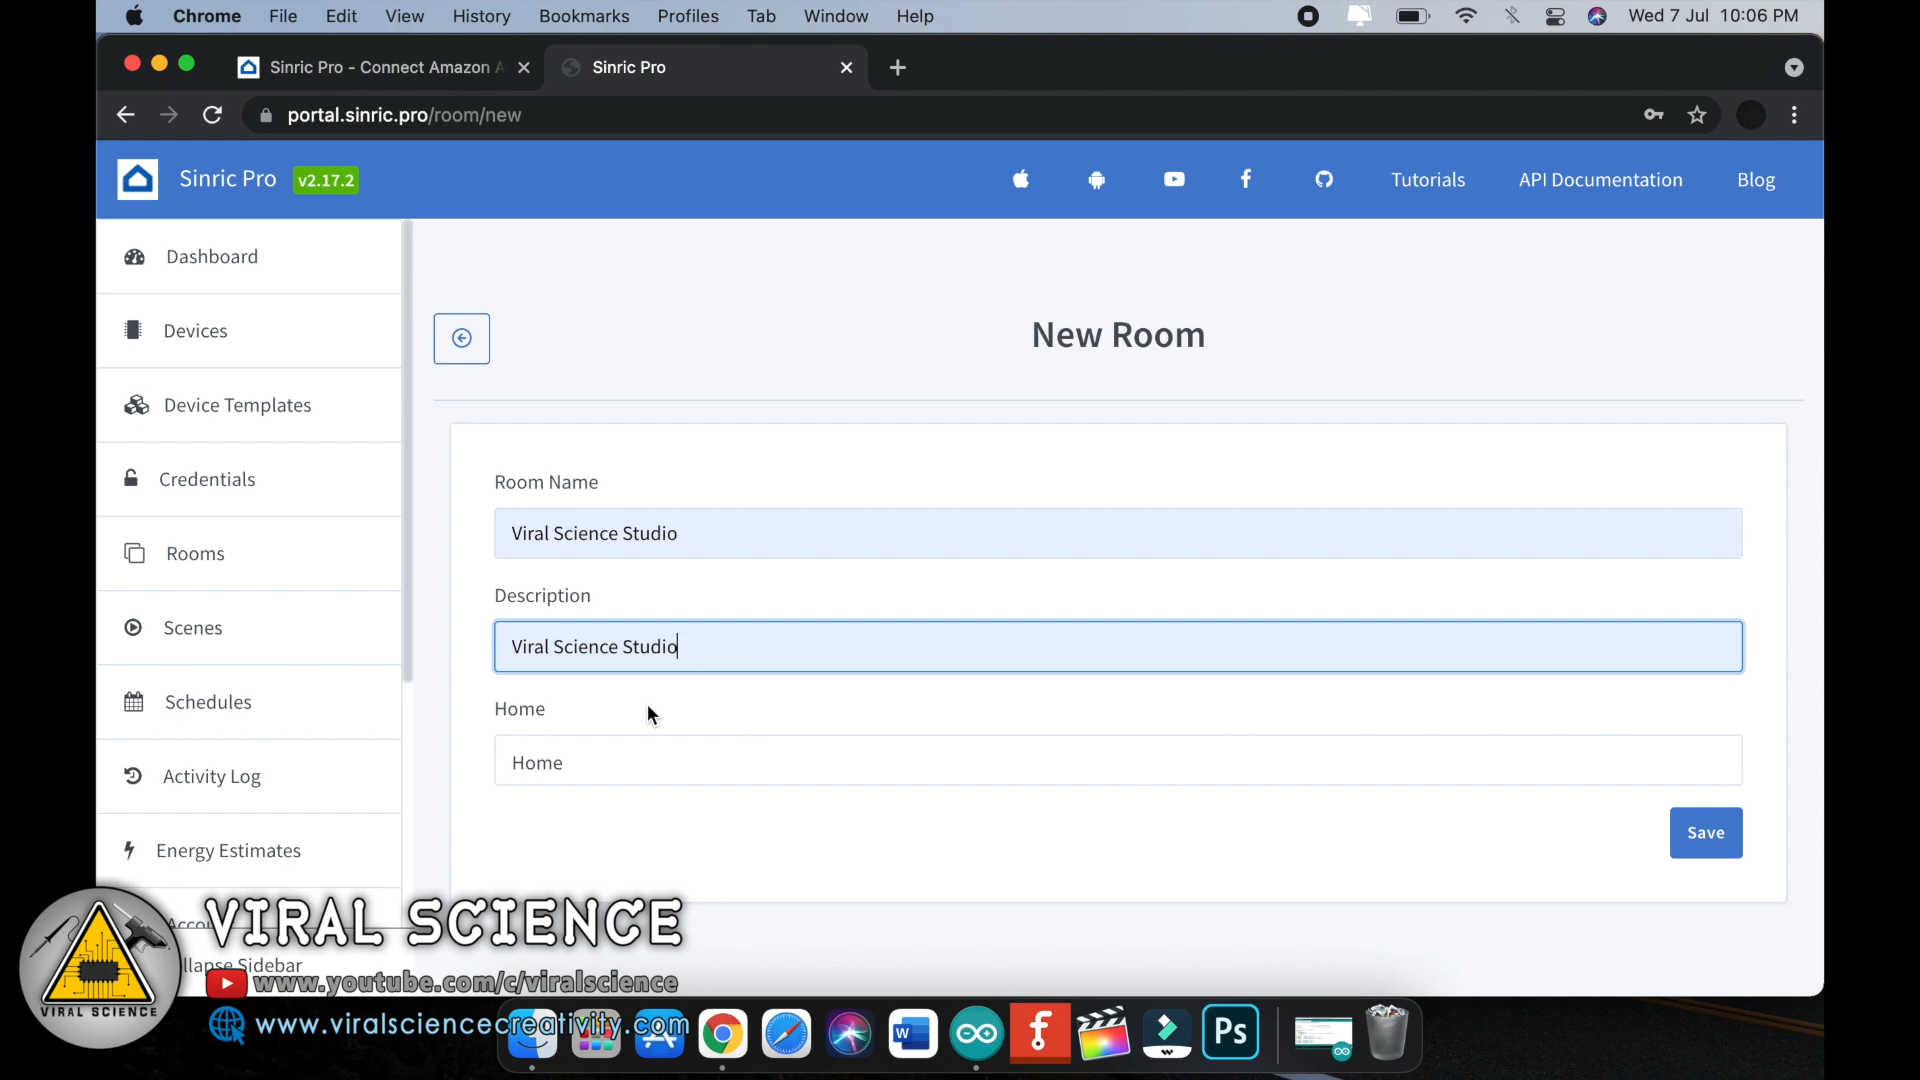 Chrome File Edit View History Bookmarks Profiles Tab Window Help Wed 7 Jul 10:06 PM
Sinric Pro - Connect Amazon A Sinric Pro
portal.sinric.pro/room/new
Sinric Pro v2.17.2 Tutorials API Documentation Blog
Dashboard
Devices
Device Templates
Credentials
Rooms
Scenes
Schedules
Activity Log
Energy Estimates
New Room
Room Name
Viral Science Studio
Description
Viral Science Studio
Home
Home
Save
Acco
llapse Sidebar
VIRAL SCIENCE
www.youtube.com/c/viralscience
www.viralsciencecreativity.com
VIRAL SCIENCE
W
Ps